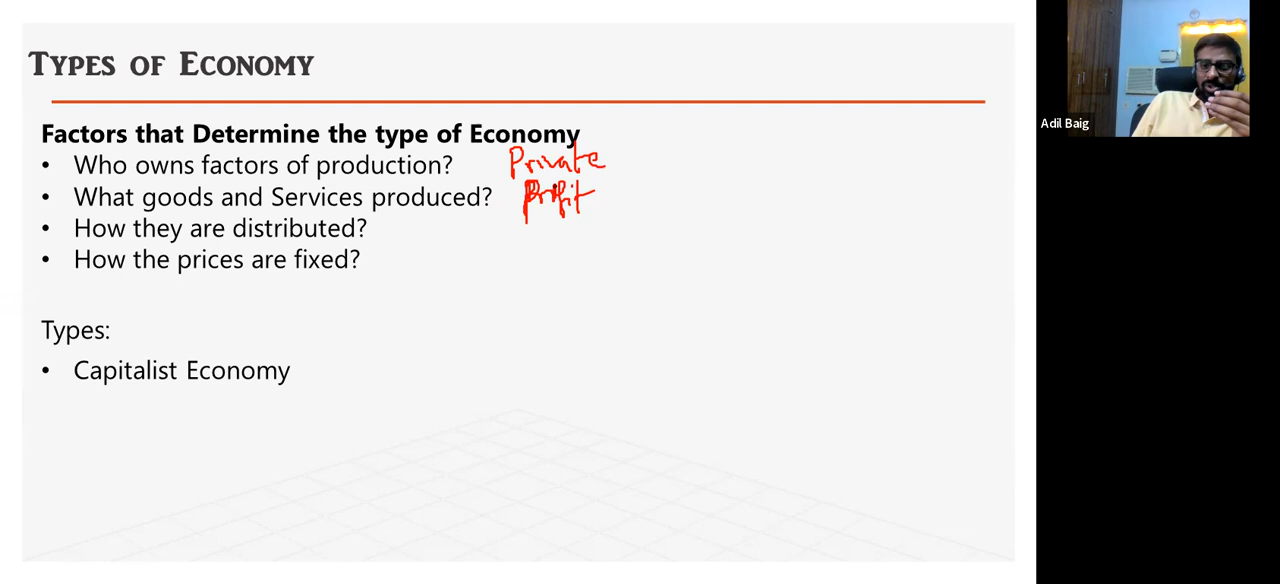 Types of Economy
Factors that Determine the type of Economy
• Who owns factors of production? Private
• What goods and Services produced? Profit
• How they are distributed?
• How the prices are fixed?
Types:
• Capitalist Economy
Adil Baig